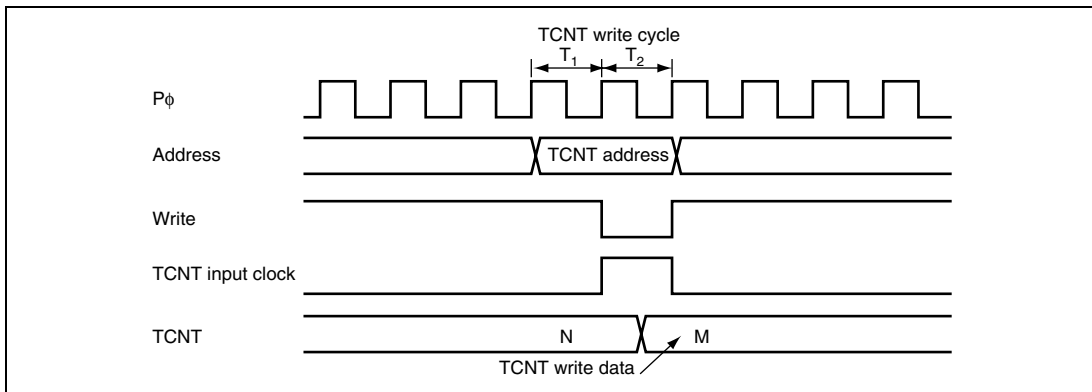 TCNT write cycle
T1 T2
Pϕ
Address TCNT address
Write
TCNT input clock
TCNT N M
TCNT write data